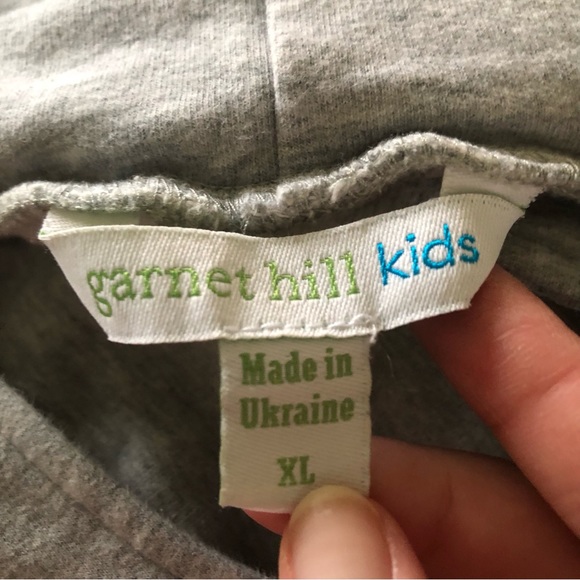 garnet hill kids
Made in
Ukraine
XL